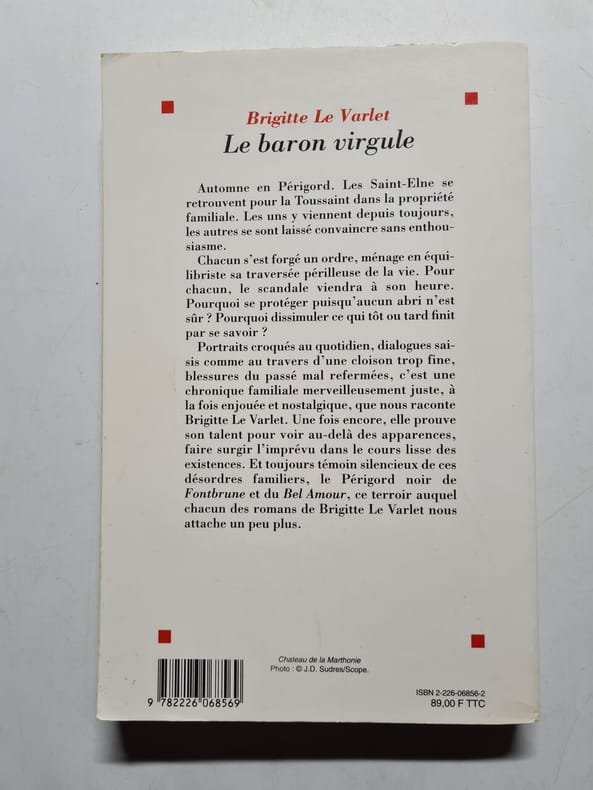 Brigitte Le Varlet
Le baron virgule
Automne en Périgord. Les Saint-Elne se
retrouvent pour la Toussaint dans la propriété
familiale. Les uns y viennent depuis toujours,
les autres se sont laissé convaincre sans enthou-
siasme.
Chacun s'est forgé un ordre, ménage en équi-
libriste sa traversée périlleuse de la vie. Pour
chacun, le scandale viendra à son heure.
Pourquoi se protéger puisqu'aucun abri n'est
sûr ? Pourquoi dissimuler ce qui tôt ou tard finit
par se savoir ?
Portraits croqués au quotidien, dialogues sai-
sis comme au travers d'une cloison trop fine,
blessures du passé mal refermées, c'est une
chronique familiale merveilleusement juste, à
la fois enjouée et nostalgique, que nous raconte
Brigitte Le Varlet. Une fois encore, elle prouve
son talent pour voir au-delà des apparences,
faire surgir l'imprévu dans le cours lisse des
existences. Et toujours témoin silencieux de ces
désordres familiers, le Périgord noir de
Fontbrune et du Bel Amour, ce terroir auquel
chacun des romans de Brigitte Le Varlet nous
attache un peu plus.
Chateau de la Marthonie
Photo : © J.D. Sudres/Scope.
9 782226 068569
ISBN 2-226-06856-2
89,00 F TTC